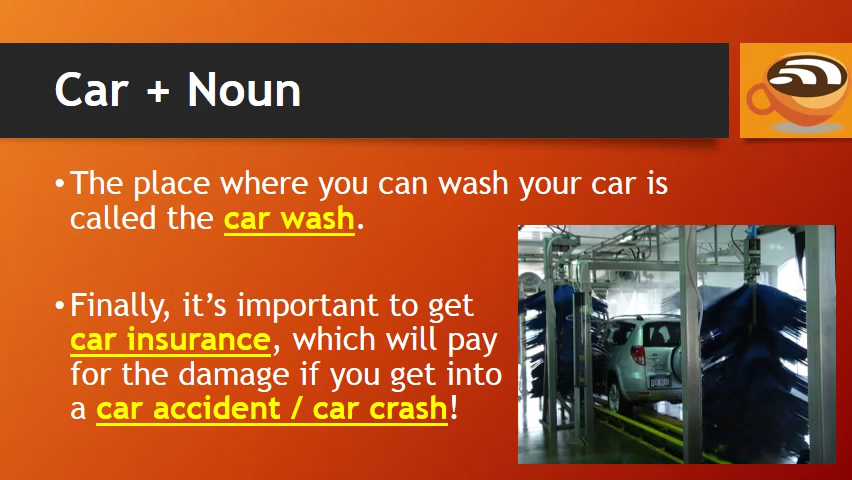 Car + Noun
• The place where you can wash your car is
called the car wash.
• Finally, it’s important to get
car insurance, which will pay
for the damage if you get into
a car accident / car crash!